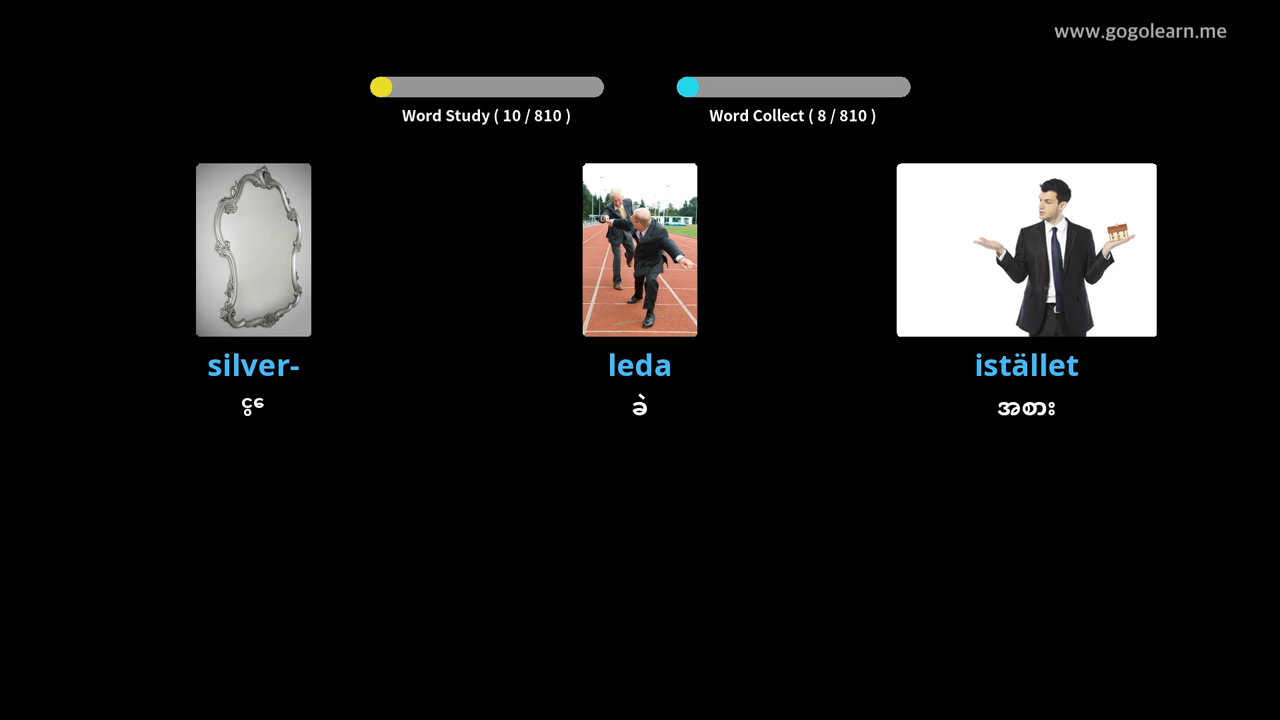 www.gogolearn.me
Word Study ( 10 / 810 )
Word Collect ( 8 / 810 )
silver-
leda
istället
ငွေ
ခဲ
အစား